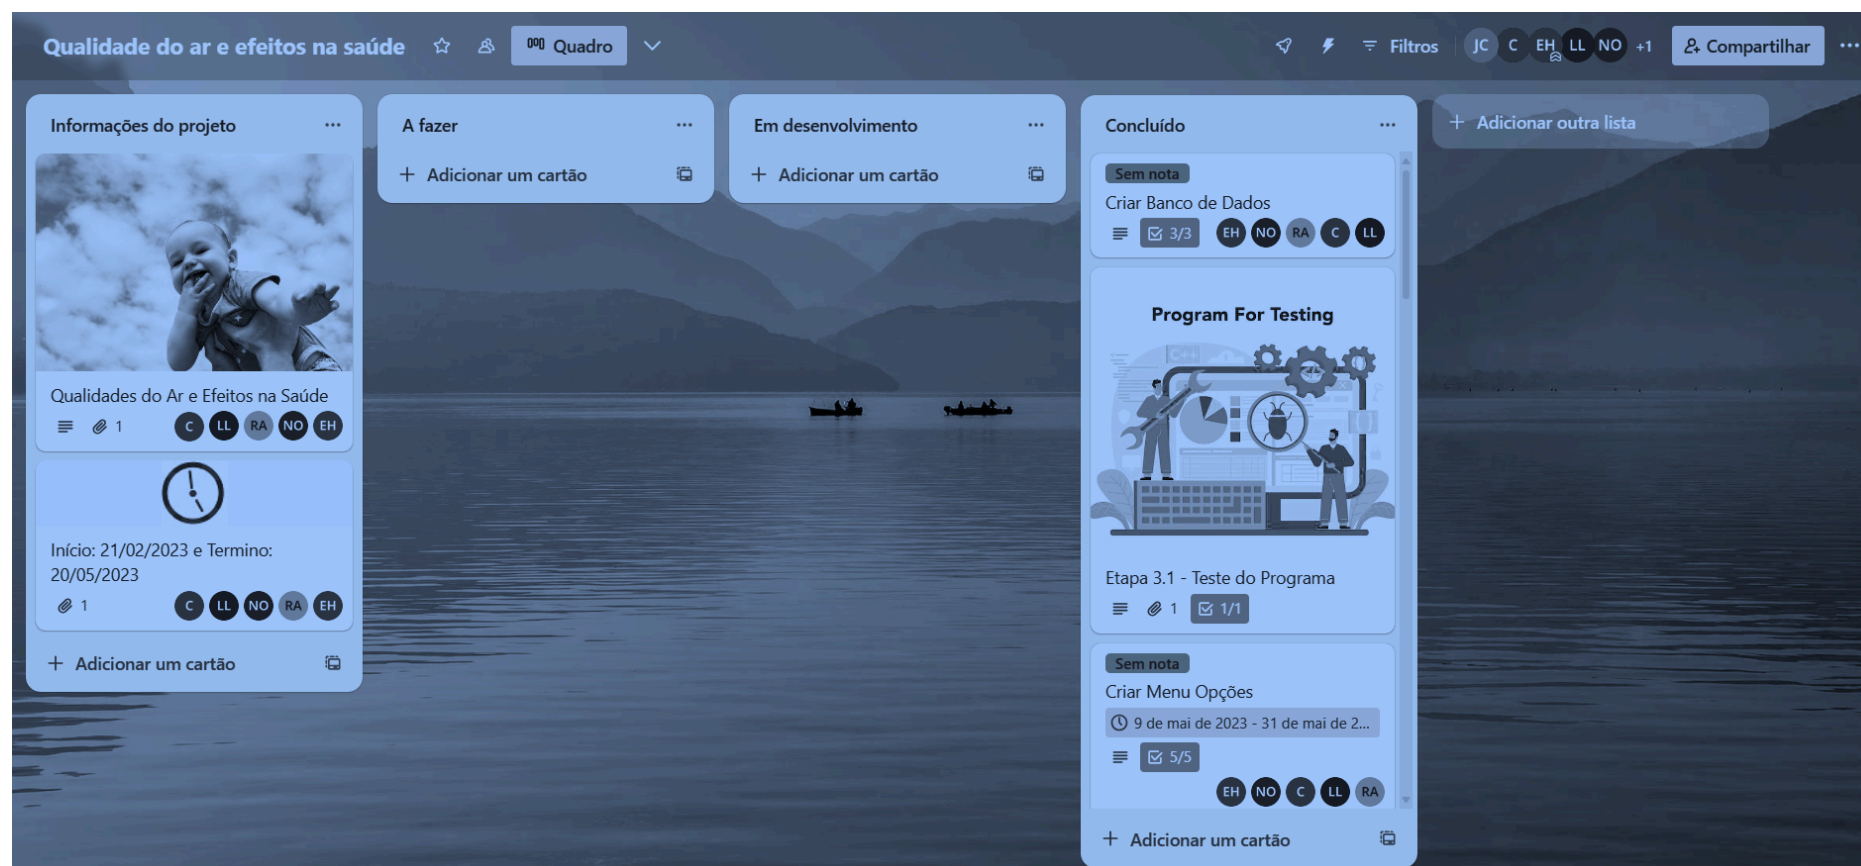 Qualidade do ar e efeitos na saúde
Quadro
Filtros
JC
C
EH
LL
NO
+1
Compartilhar
Informações do projeto
Qualidades do Ar e Efeitos na Saúde
1
C
LL
RA
NO
EH
Início: 21/02/2023 e Termino:
20/05/2023
1
C
LL
NO
RA
EH
+ Adicionar um cartão
A fazer
+ Adicionar um cartão
Em desenvolvimento
+ Adicionar um cartão
Concluído
Sem nota
Criar Banco de Dados
3/3
EH
NO
RA
C
LL
Program For Testing
C++
</>
Etapa 3.1 - Teste do Programa
1
1/1
Sem nota
Criar Menu Opções
9 de mai de 2023 - 31 de mai de 2...
5/5
EH
NO
C
LL
RA
+ Adicionar um cartão
+ Adicionar outra lista